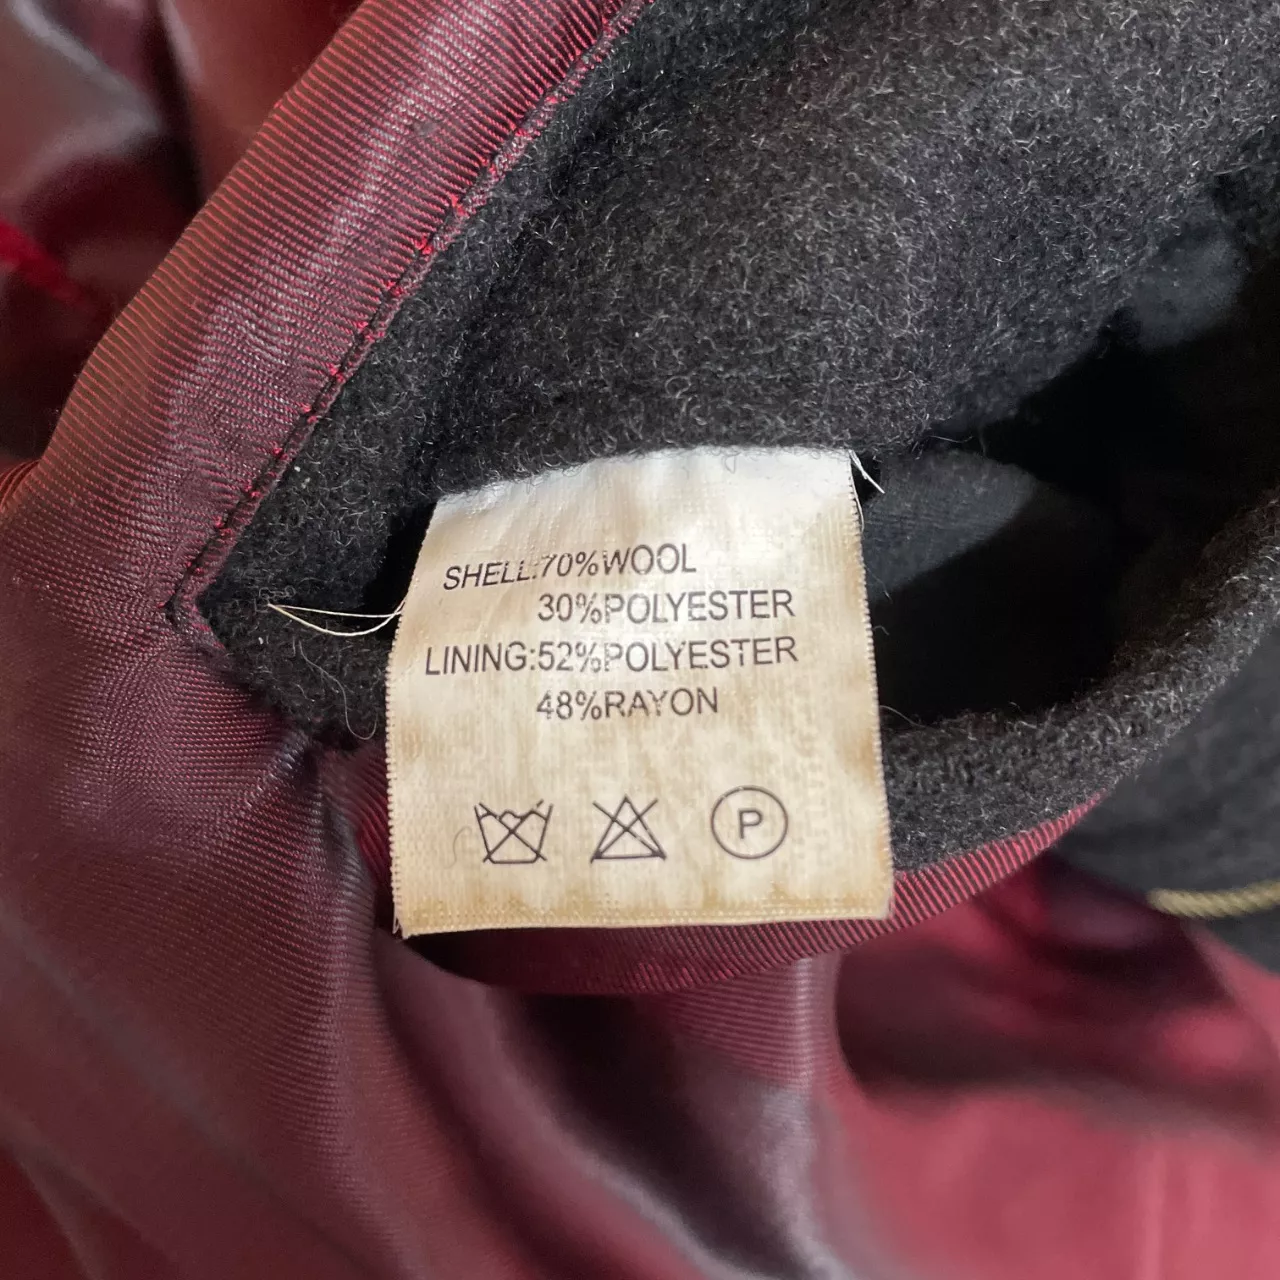 SHELL:70%WOOL
30%POLYESTER
LINING:52%POLYESTER
48%RAYON
P